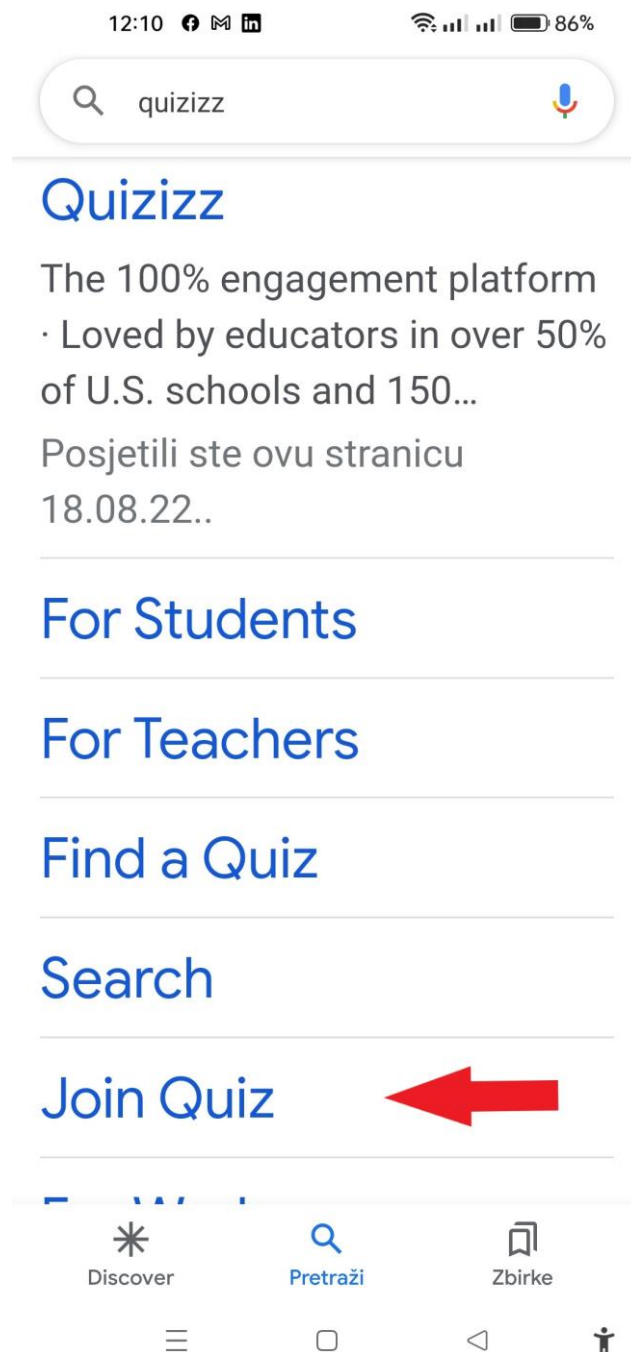 12:10 86%
quizizz
Quizizz
The 100% engagement platform
· Loved by educators in over 50%
of U.S. schools and 150...
Posjetili ste ovu stranicu
18.08.22..
For Students
For Teachers
Find a Quiz
Search
Join Quiz
Discover Pretraži Zbirke